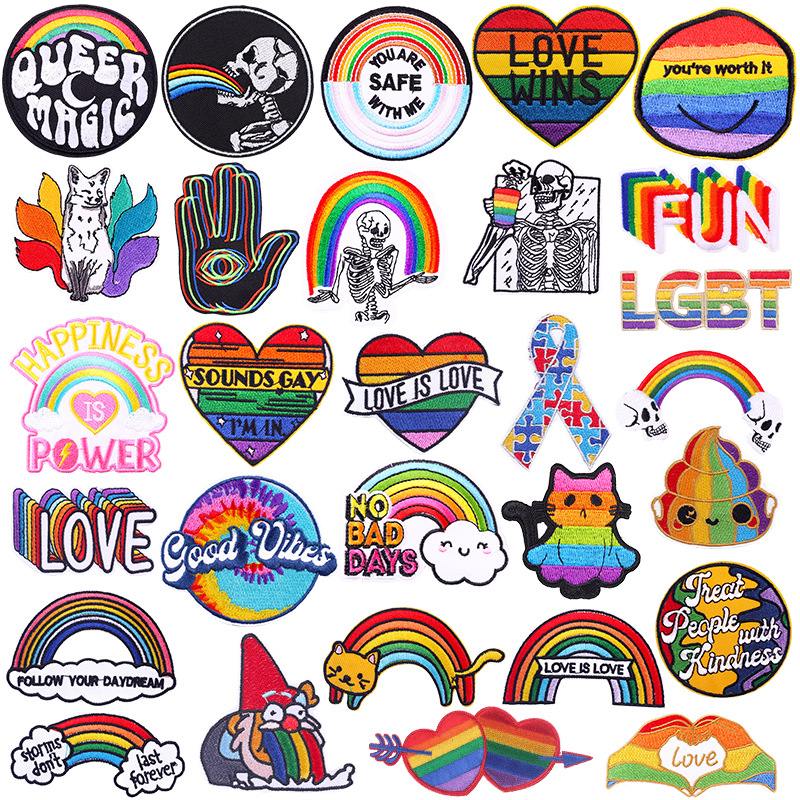 QUEER
MAGIC
YOU ARE
SAFE
WITH ME
LOVE
WINS
you're worth it
FUN
LGBT
HAPPINESS
IS
POWER
SOUNDS GAY
I'M IN
LOVE IS LOVE
LOVE
Good Vibes
NO
BAD
DAYS
Treat
People with
Kindness
FOLLOW YOUR DAYDREAM
LOVE IS LOVE
storms
don't
last
forever
love